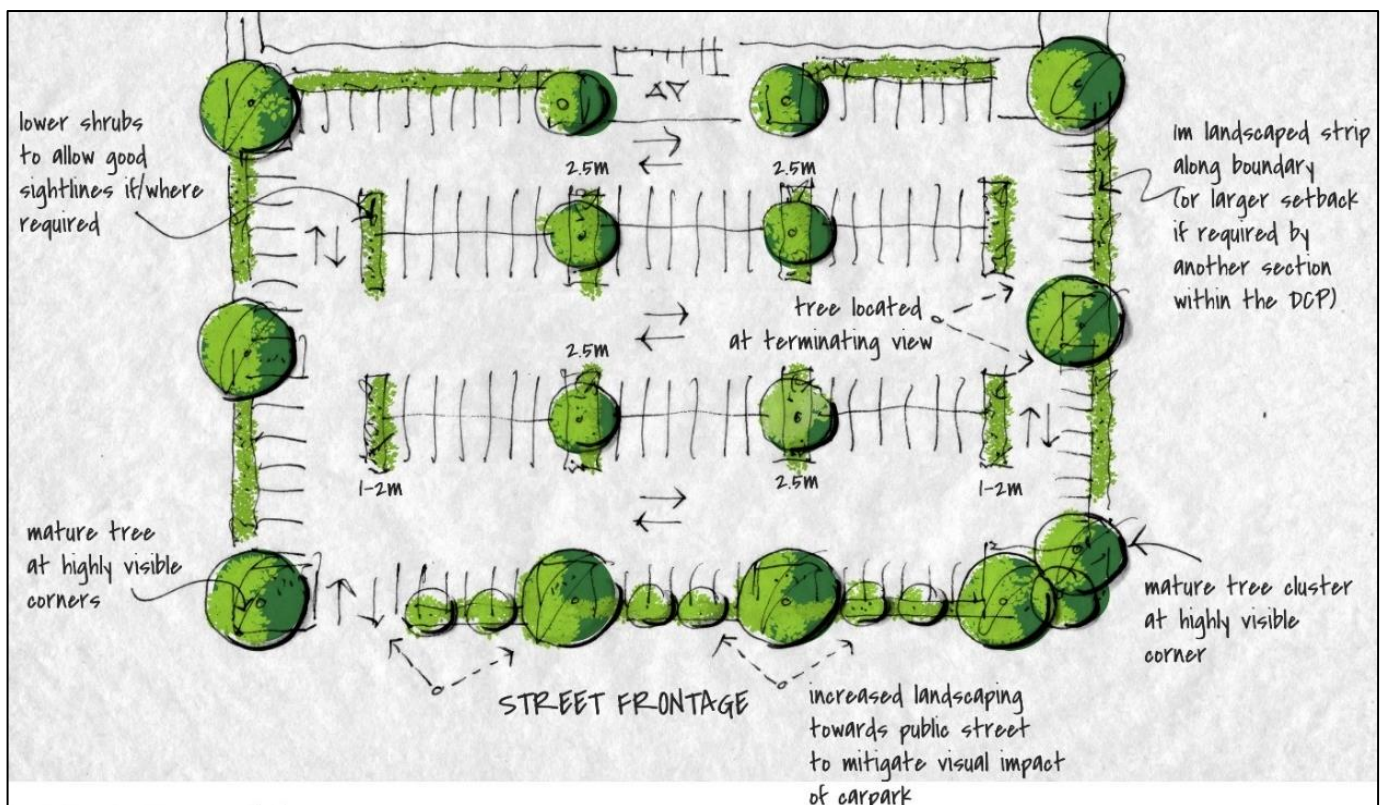 lower shrubs
to allow good
sightlines if/where
required
2.5m
2.5m
1m landscaped strip
along boundary
(or larger setback
if required by
another section
within the DCP)
tree located
at terminating view
2.5m
1-2m
2.5m
1-2m
mature tree
at highly visible
corners
mature tree cluster
at highly visible
corner
STREET FRONTAGE
increased landscaping
towards public street
to mitigate visual impact
of carpark